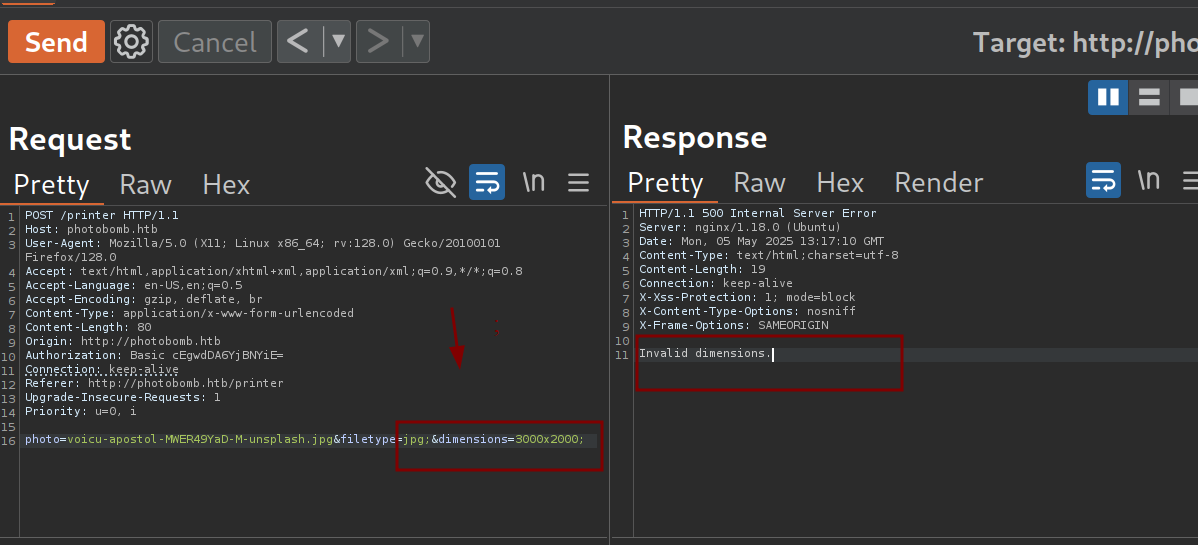 Send
Cancel
Target: http://pho
Request
Pretty Raw Hex
\n
1 POST /printer HTTP/1.1
2 Host: photobomb.htb
3 User-Agent: Mozilla/5.0 (X11; Linux x86_64; rv:128.0) Gecko/20100101
Firefox/128.0
4 Accept: text/html,application/xhtml+xml,application/xml;q=0.9,*/*;q=0.8
5 Accept-Language: en-US,en;q=0.5
6 Accept-Encoding: gzip, deflate, br
7 Content-Type: application/x-www-form-urlencoded
8 Content-Length: 80
9 Origin: http://photobomb.htb
10 Authorization: Basic cEgwdDA6YjBNYiE=
11 Connection: keep-alive
12 Referer: http://photobomb.htb/printer
13 Upgrade-Insecure-Requests: 1
14 Priority: u=0, i
15
16 photo=voicu-apostol-MWER49YaD-M-unsplash.jpg&filetype=jpg;&dimensions=3000x2000;
Response
Pretty Raw Hex Render
\n
1 HTTP/1.1 500 Internal Server Error
2 Server: nginx/1.18.0 (Ubuntu)
3 Date: Mon, 05 May 2025 13:17:10 GMT
4 Content-Type: text/html;charset=utf-8
5 Content-Length: 19
6 Connection: keep-alive
7 X-Xss-Protection: 1; mode=block
8 X-Content-Type-Options: nosniff
9 X-Frame-Options: SAMEORIGIN
10
11 Invalid dimensions.